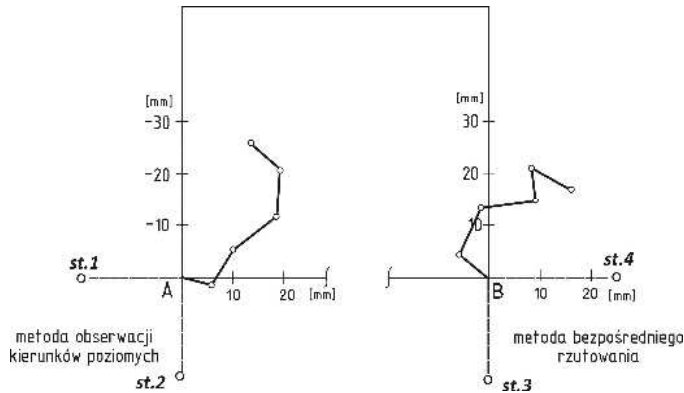 [mm]
-30
-20
-10
st.1
A
10
20
[mm]
metoda obserwacji
kierunków poziomych
st.2
[mm]
30
20
10
st.4
B
10
20
[mm]
metoda bezpośredniego
rzutowania
st.3